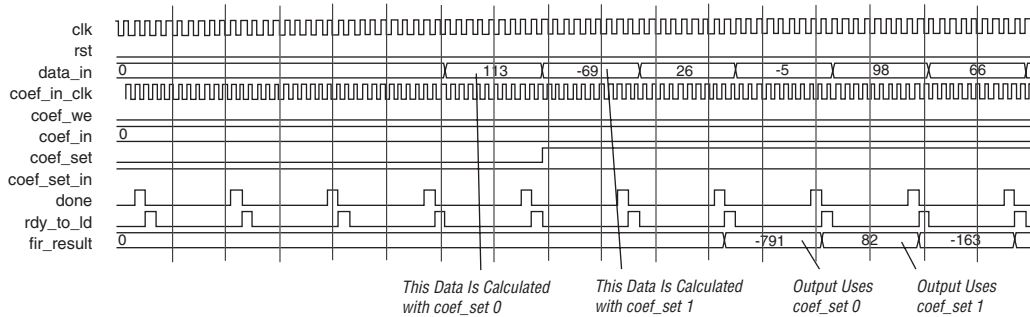 clk
rst
data_in 0 113 -69 26 -5 98 66
coef_in_clk
coef_we
coef_in 0
coef_set
coef_set_in
done
rdy_to_ld
fir_result 0 -791 82 -163
This Data Is Calculated with coef_set 0
This Data Is Calculated with coef_set 1
Output Uses coef_set 0
Output Uses coef_set 1